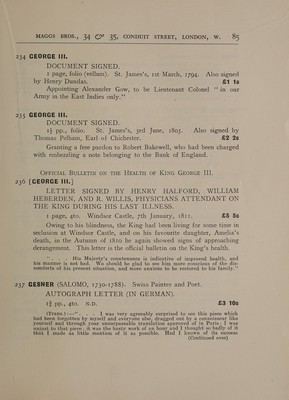 MAGGS BROS., 34 & 35, CONDUIT STREET, LONDON, W. 85
234 GEORGE III.
DOCUMENT SIGNED.
1 page, folio (vellum). St. James's, 1st March, 1794. Also signed
by Henry Dundas. £1 1s
Appointing Alexander Gow, to be Lieutenant Colonel "in our
Army in the East Indies only."
235 GEORGE III.
DOCUMENT SIGNED.
1½ pp., folio. St. James's, 3rd June, 1805. Also signed by
Thomas Pelham, Earl of Chichester. £2 2s
Granting a free pardon to Robert Bakewell, who had been charged
with embezzling a note belonging to the Bank of England.
Official Bulletin on the Health of King George III.
236 [GEORGE III.]
LETTER SIGNED BY HENRY HALFORD, WILLIAM
HEBERDEN, AND R. WILLIS, PHYSICIANS ATTENDANT ON
THE KING DURING HIS LAST ILLNESS.
1 page, 4to. Windsor Castle, 7th January, 1811. £5 5s
Owing to his blindness, the King had been living for some time in
seclusion at Windsor Castle, and on his favourite daughter, Amelia's
death, in the Autumn of 1810 he again showed signs of approaching
derangement. This letter is the official bulletin on the King's health.
". . . His Majesty's countenance is indicative of improved health, and
his manner is not bad. We should be glad to see him more conscious of the dis-
comforts of his present situation, and more anxious to be restored to his family."
237 GESNER (SALOMO, 1730-1788). Swiss Painter and Poet.
AUTOGRAPH LETTER (IN GERMAN).
1¾ pp., 4to. N.D. £3 10s
(Trans.):—". . . I was very agreeably surprised to see this piece which
had been forgotten by myself and everyone else, dragged out by a connoisseur like
yourself and through your unsurpassable translation approved of in Paris; I was
unjust to that piece; it was the hasty work of an hour and I thought so badly of it
that I made as little mention of it as possible. Had I known of its success
(Continued over)